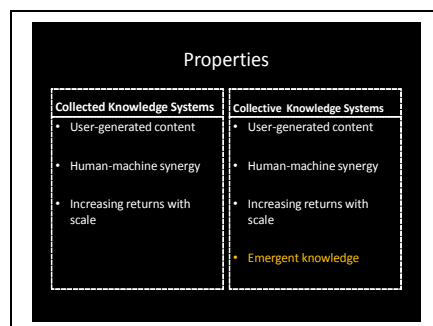 Properties
Collected Knowledge Systems
• User-generated content
• Human-machine synergy
• Increasing returns with
scale
Collective Knowledge Systems
• User-generated content
• Human-machine synergy
• Increasing returns with
scale
• Emergent knowledge